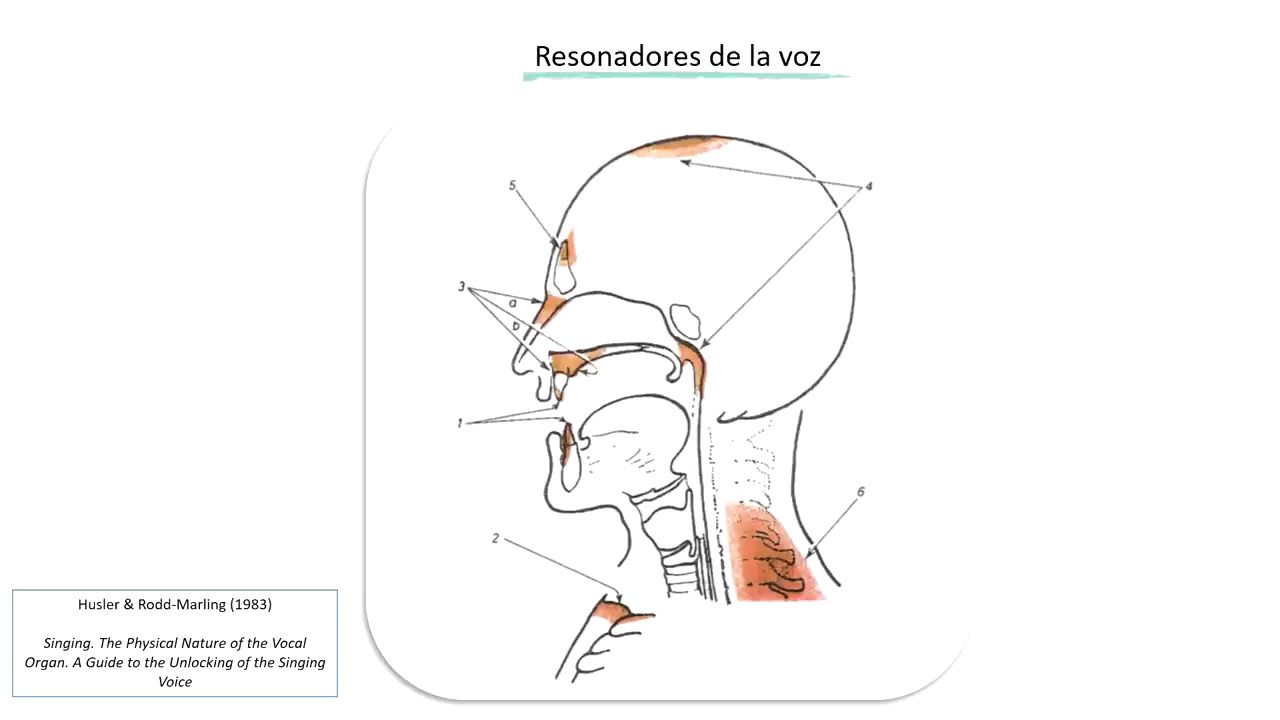 Resonadores de la voz
5
4
3
a
b
1
6
2
Husler & Rodd-Marling (1983)
Singing. The Physical Nature of the Vocal
Organ. A Guide to the Unlocking of the Singing
Voice